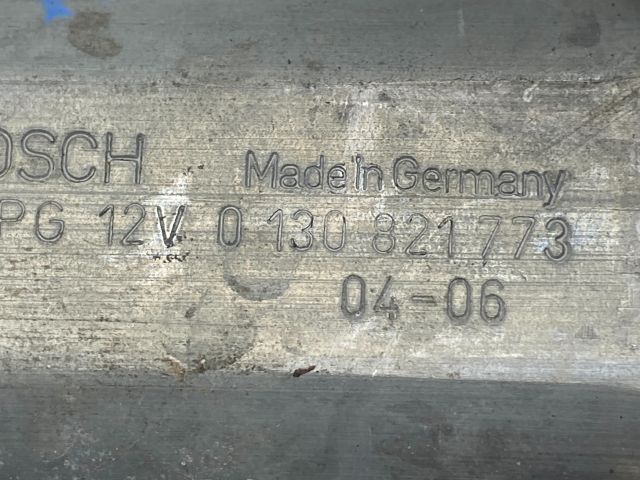 OSCH Made in Germany
PG 12V 0 130 821 773
04-06